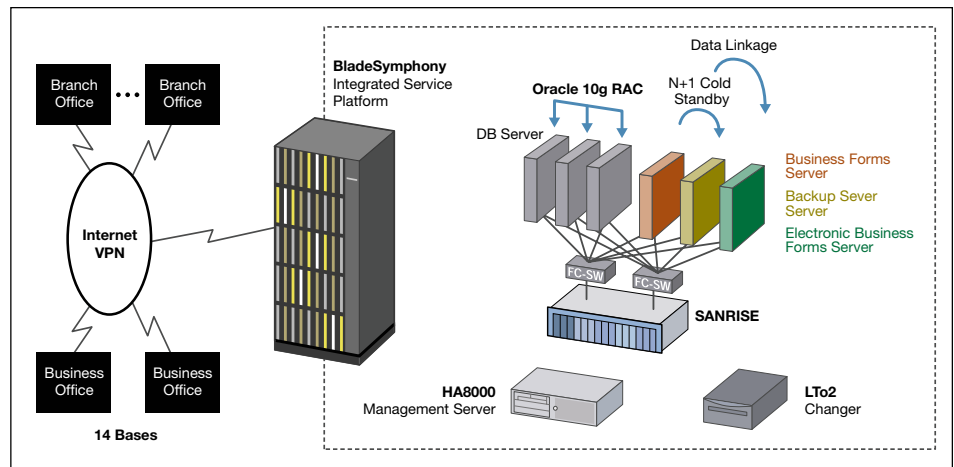 Branch
Office
•••
Branch
Office
Internet
VPN
Business
Office
Business
Office
14 Bases
BladeSymphony
Integrated Service
Platform
Data Linkage
N+1 Cold
Standby
Oracle 10g RAC
DB Server
Business Forms
Server
Backup Sever
Server
Electronic Business
Forms Server
FC-SW
FC-SW
SANRISE
HA8000
Management Server
LTo2
Changer